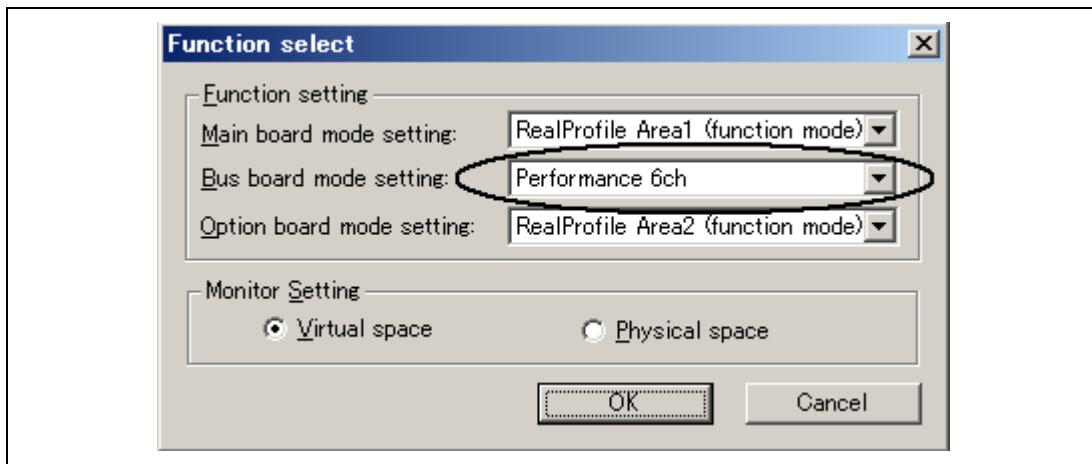 Function select
Function setting
Main board mode setting: RealProfile Area1 (function mode)
Bus board mode setting: Performance 6ch
Option board mode setting: RealProfile Area2 (function mode)
Monitor Setting
Virtual space Physical space
OK Cancel